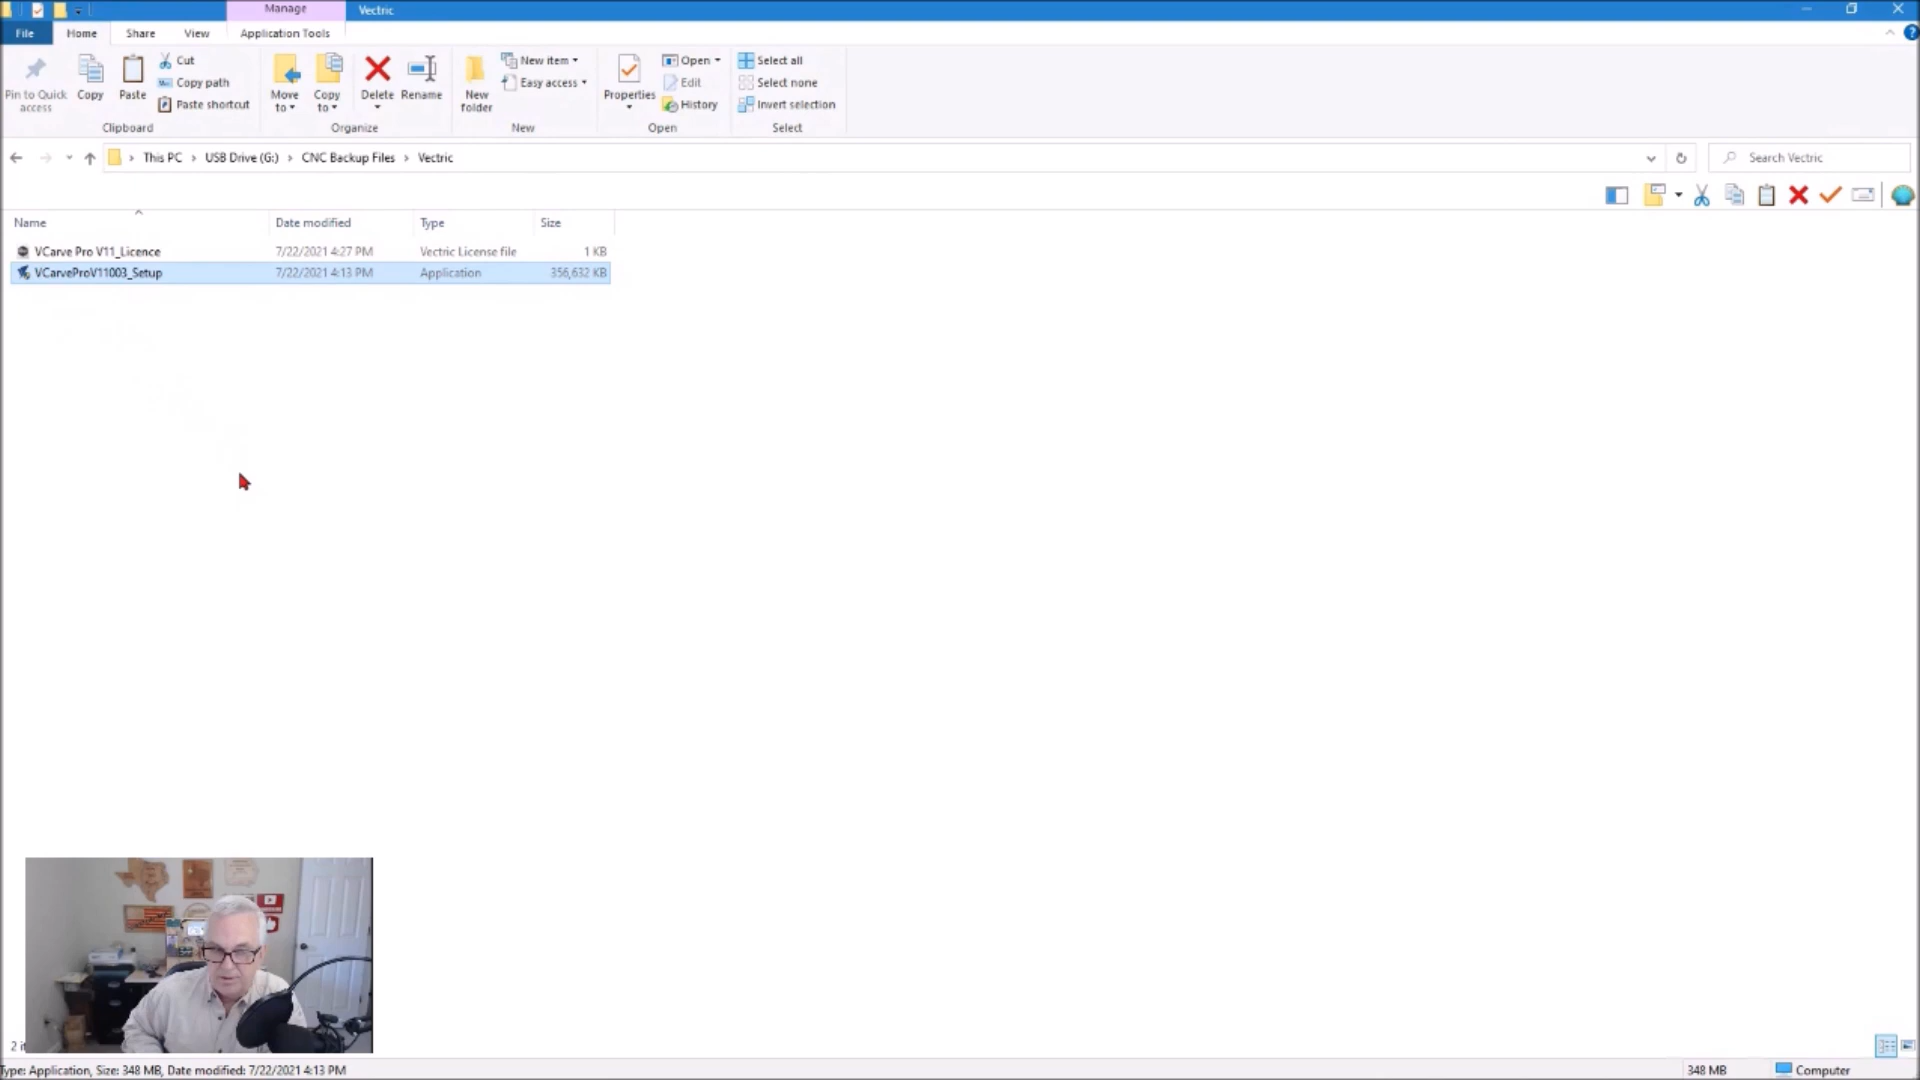 Manage
Vectric
File
Home
Share
View
Application Tools
Pin to Quick access
Copy
Paste
Cut
Copy path
Paste shortcut
Clipboard
Move to
Copy to
Delete
Rename
Organize
New folder
New item
Easy access
New
Properties
Open
Edit
History
Open
Select all
Select none
Invert selection
Select
This PC > USB Drive (G:) > CNC Backup Files > Vectric
Search Vectric
Name Date modified Type Size
VCarve Pro V11_Licence 7/22/2021 4:27 PM Vectric License file 1 KB
VCarveProV11003_Setup 7/22/2021 4:13 PM Application 356,632 KB
Type: Application, Size: 348 MB, Date modified: 7/22/2021 4:13 PM
348 MB
Computer